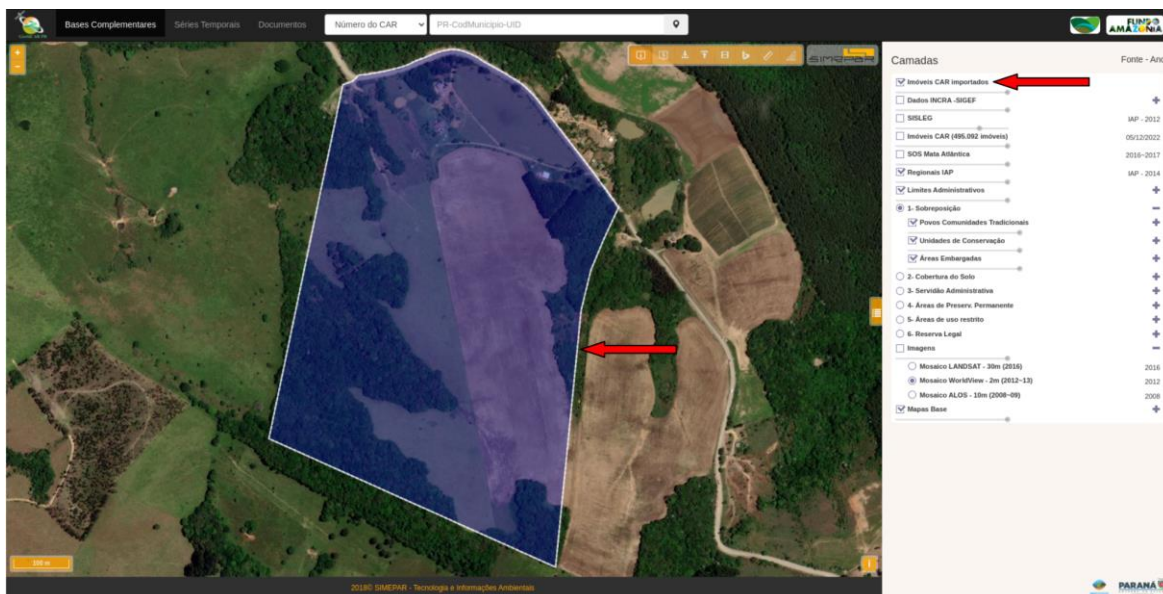 Bases Complementares
Séries Temporais
Documentos
Número do CAR
PR-CodMunicipio-UID
FUNDO
AMAZÔNIA
SIMEPAR
Camadas
Fonte - Ano
Imóveis CAR importados
Dados INCRA -SIGEF
SISLEG
IAP - 2012
Imóveis CAR (495.092 imóveis)
05/12/2022
SOS Mata Atlântica
2016~2017
Regionais IAP
IAP - 2014
Limites Administrativos
1- Sobreposição
Povos Comunidades Tradicionais
Unidades de Conservação
Áreas Embargadas
2- Cobertura do Solo
3- Servidão Administrativa
4- Áreas de Preserv. Permanente
5- Áreas de uso restrito
6- Reserva Legal
Imagens
Mosaico LANDSAT - 30m (2016)
2016
Mosaico WorldView - 2m (2012~13)
2012
Mosaico ALOS - 10m (2008~09)
2008
Mapas Base
2018© SIMEPAR - Tecnologia e Informações Ambientais
PARANÁ